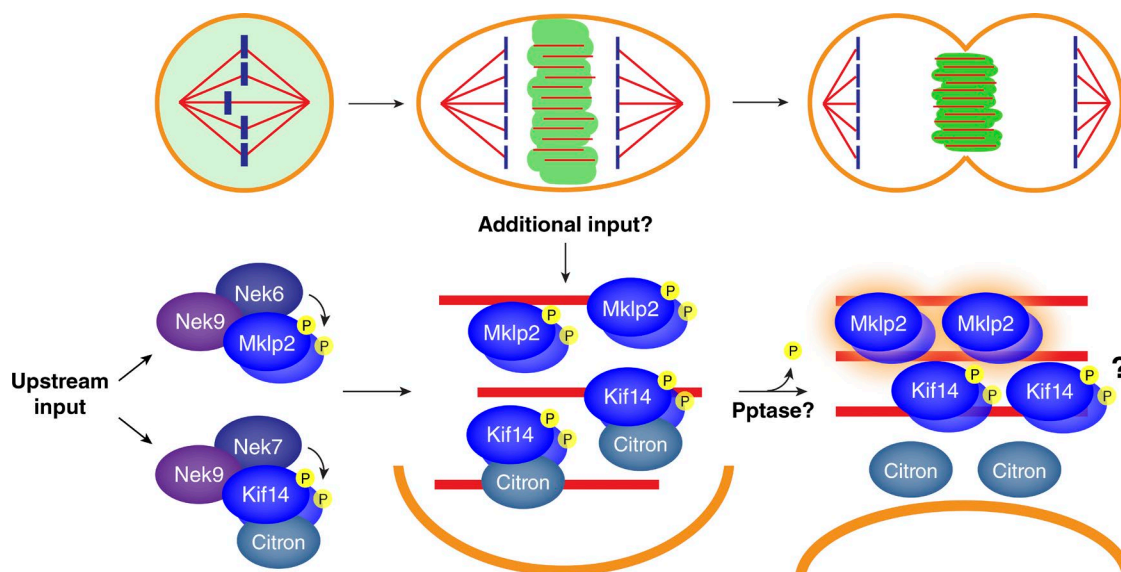 Additional input?
Nek6
Nek9
Mklp2
P
P
Upstream
input
Nek7
Nek9
Kif14
P
P
Citron
Mklp2
P
P
Mklp2
P
P
Kif14
P
P
Citron
Kif14
P
P
Citron
P
Pptase?
Mklp2
Mklp2
Kif14
P
P
Kif14
P
P
?
Citron
Citron